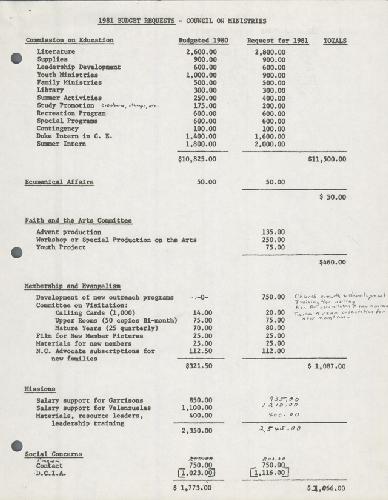 1981 BUDGET REQUESTS - COUNCIL ON MINISTRIES
Commission on Education Budgeted 1980 Request for 1981 TOTALS
Literature 2,600.00 2,800.00
Supplies 900.00 900.00
Leadership Development 600.00 600.00
Youth Ministries 1,000.00 900.00
Family Ministries 500.00 500.00
Library 300.00 300.00
Summer Activities 250.00 400.00
Study Promotion 175.00 200.00
Recreation Program 600.00 600.00
Special Programs 600.00 600.00
Contingency 100.00 100.00
Duke Intern in C. E. 1,400.00 1,600.00
Summer Intern 1,800.00 2,000.00
$10,825.00 $11,500.00
Ecumenical Affairs 50.00 50.00
$ 50.00
Faith and the Arts Committee
Advent production 135.00
Workshop or Special Production on the Arts 250.00
Youth Project 75.00
$460.00
Membership and Evangelism
Development of new outreach programs -0- 750.00
Committee on Visitation:
Calling Cards (1,000) 14.00 20.00
Upper Rooms (50 copies Bi-month) 75.00 75.00
Mature Years (25 quarterly) 70.00 80.00
Film for New Member Pictures 25.00 25.00
Materials for new members 25.00 25.00
N.C. Advocate subscriptions for 112.50 112.00
new families
$321.50 $ 1,087.00
Missions
Salary support for Garrisons 850.00 935.00
Salary support for Valenzuelas 1,100.00 1210.00
Materials, resource leaders, 400.00 400.00
leadership training
2,350.00 2,545.00
Social Concerns
Contact 750.00 750.00
D.C.I.A. 1,023.00 1,116.00
$ 1,773.00